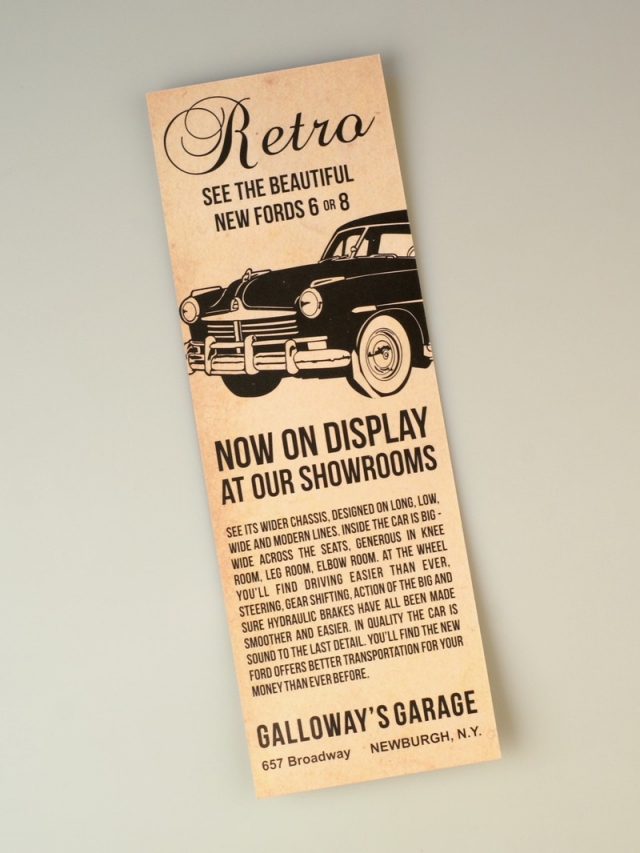 Retro
SEE THE BEAUTIFUL
NEW FORDS 6 OR 8
NOW ON DISPLAY
AT OUR SHOWROOMS
SEE ITS WIDER CHASSIS, DESIGNED ON LONG, LOW,
WIDE AND MODERN LINES. INSIDE THE CAR IS BIG -
WIDE ACROSS THE SEATS, GENEROUS IN KNEE
ROOM, LEG ROOM, ELBOW ROOM. AT THE WHEEL
YOU'LL FIND DRIVING EASIER THAN EVER,
STEERING, GEAR SHIFTING, ACTION OF THE BIG AND
SURE HYDRAULIC BRAKES HAVE ALL BEEN MADE
SMOOTHER AND EASIER. IN QUALITY THE CAR IS
SOUND TO THE LAST DETAIL. YOU'LL FIND THE NEW
FORD OFFERS BETTER TRANSPORTATION FOR YOUR
MONEY THAN EVER BEFORE.
GALLOWAY'S GARAGE
657 Broadway NEWBURGH, N.Y.